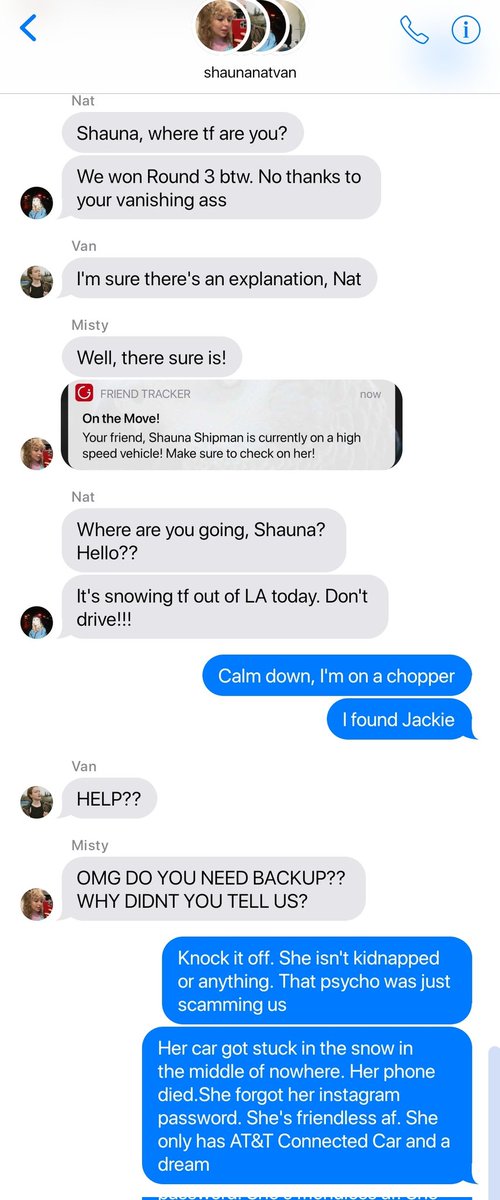 shaunanatvan
Nat
Shauna, where tf are you?
We won Round 3 btw. No thanks to
your vanishing ass
Van
I'm sure there's an explanation, Nat
Misty
Well, there sure is!
FRIEND TRACKER
now
On the Move!
Your friend, Shauna Shipman is currently on a high
speed vehicle! Make sure to check on her!
Nat
Where are you going, Shauna?
Hello??
It's snowing tf out of LA today. Don't
drive!!!
Calm down, I'm on a chopper
I found Jackie
Van
HELP??
Misty
OMG DO YOU NEED BACKUP??
WHY DIDNT YOU TELL US?
Knock it off. She isn't kidnapped
or anything. That psycho was just
scamming us
Her car got stuck in the snow in
the middle of nowhere. Her phone
died.She forgot her instagram
password. She's friendless af. She
only has AT&T Connected Car and a
dream